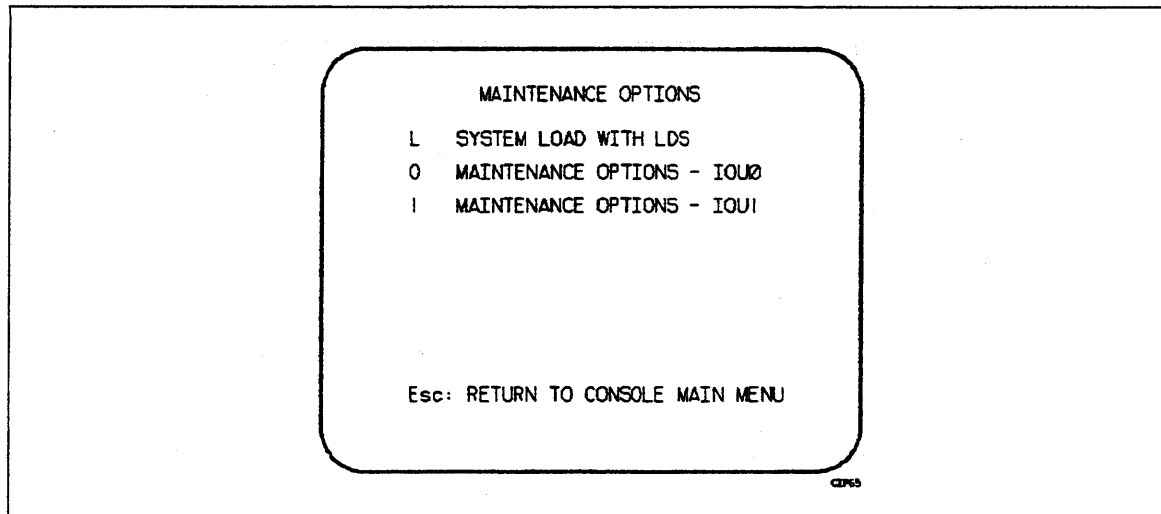 MAINTENANCE OPTIONS
L SYSTEM LOAD WITH LDS
0 MAINTENANCE OPTIONS - IOU0
1 MAINTENANCE OPTIONS - IOU1
Esc: RETURN TO CONSOLE MAIN MENU